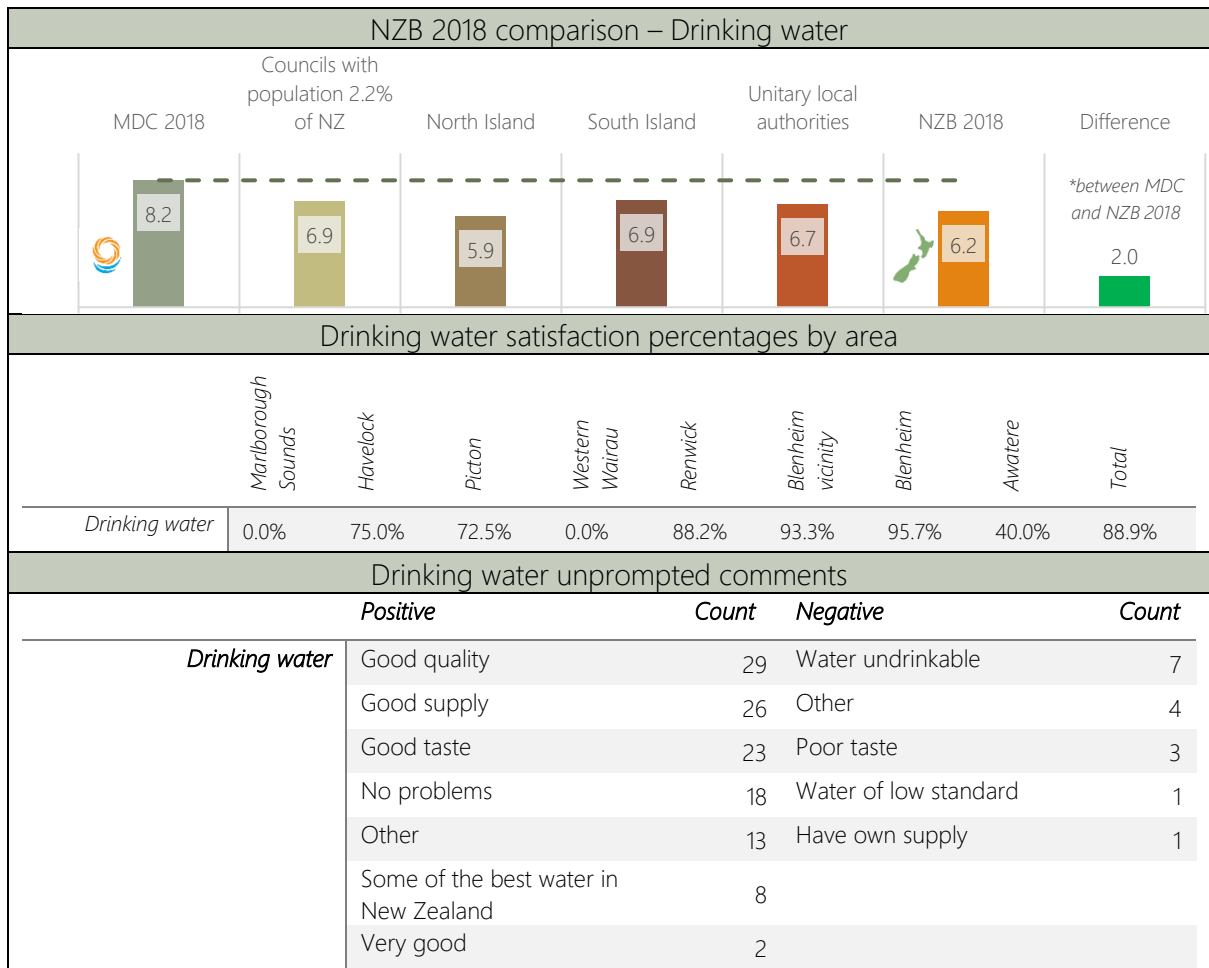 NZB 2018 comparison – Drinking water
Councils with
population 2.2%
of NZ
MDC 2018
North Island
South Island
Unitary local
authorities
NZB 2018
Difference
*between MDC
and NZB 2018
8.2
6.9
5.9
6.9
6.7
6.2
2.0
Drinking water satisfaction percentages by area
Marlborough
Sounds
Havelock
Picton
Western
Wairau
Renwick
Blenheim
vicinity
Blenheim
Awatere
Total
Drinking water 0.0% 75.0% 72.5% 0.0% 88.2% 93.3% 95.7% 40.0% 88.9%
Drinking water unprompted comments
Positive Count Negative Count
Drinking water Good quality 29 Water undrinkable 7
Good supply 26 Other 4
Good taste 23 Poor taste 3
No problems 18 Water of low standard 1
Other 13 Have own supply 1
Some of the best water in
New Zealand 8
Very good 2